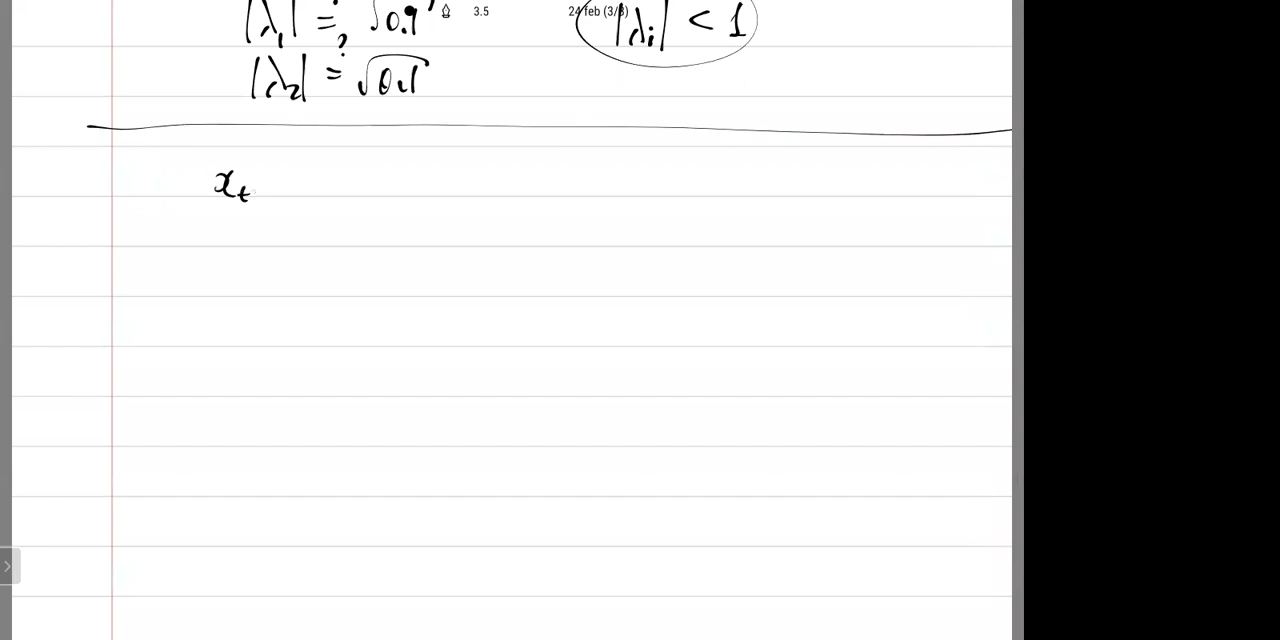 |λ₁| =? √0.9
3.5
24 feb (3/3)
|λᵢ| < 1
|λ₂| =? √0.1
xₜ